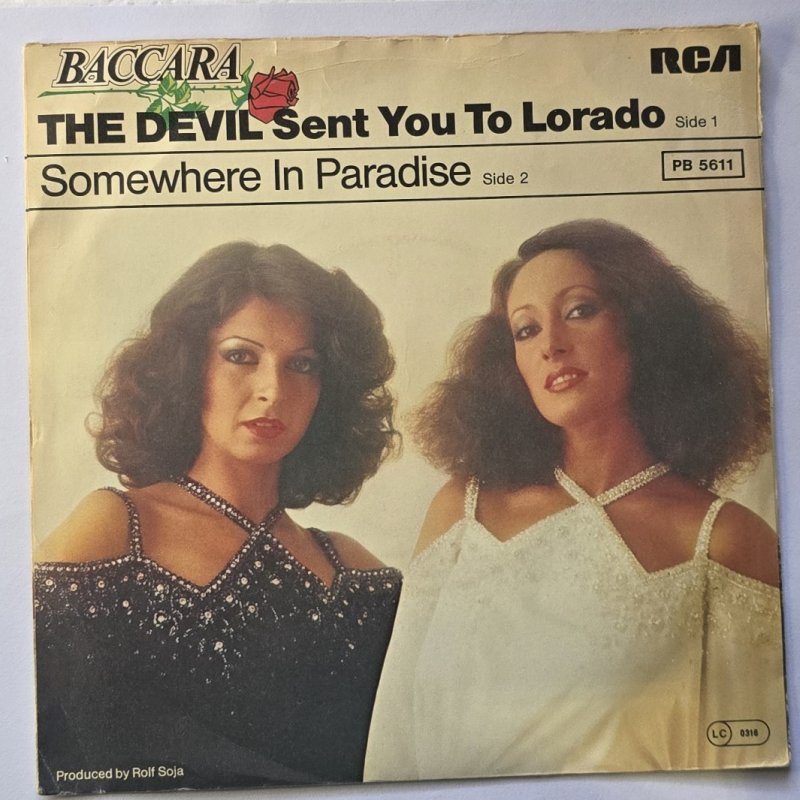 BACCARA
RCA
THE DEVIL Sent You To Lorado Side 1
Somewhere In Paradise Side 2
PB 5611
LC 0316
Produced by Rolf Soja